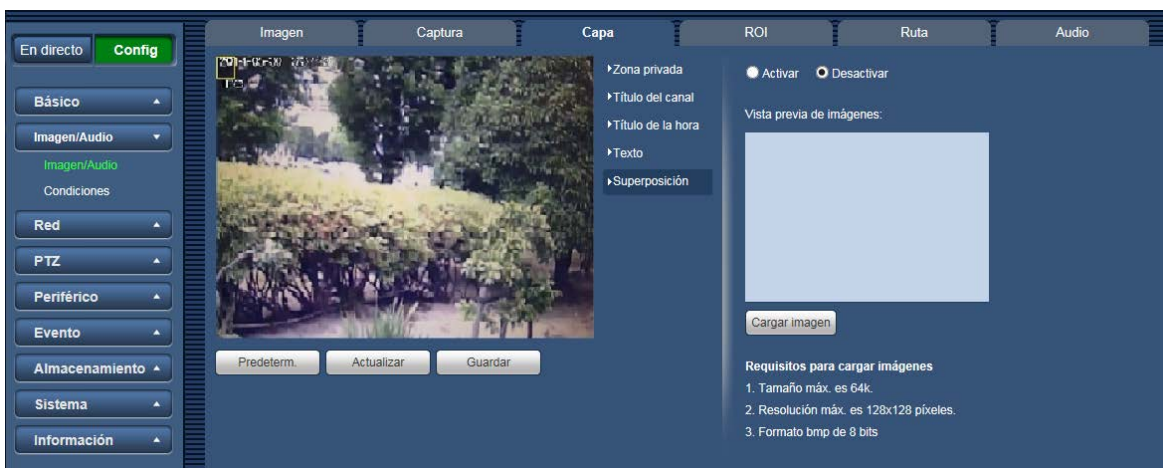 Imagen
Captura
Capa
ROI
Ruta
Audio
En directo
Config
Básico
Imagen/Audio
Imagen/Audio
Condiciones
Red
PTZ
Periférico
Evento
Almacenamiento
Sistema
Información
Zona privada
Título del canal
Título de la hora
Texto
Superposición
Predeterm.
Actualizar
Guardar
Activar
Desactivar
Vista previa de imágenes:
Cargar imagen
Requisitos para cargar imágenes
1. Tamaño máx. es 64k.
2. Resolución máx. es 128x128 píxeles.
3. Formato bmp de 8 bits